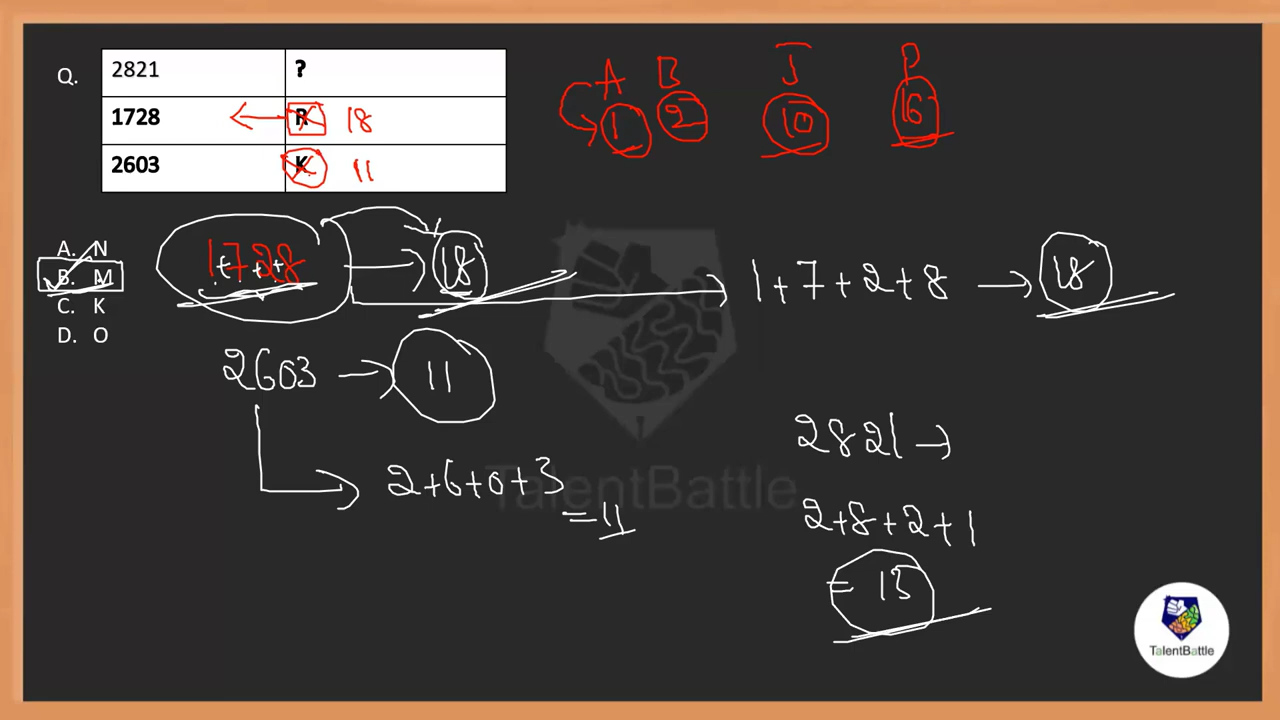 Q. 2821 ?
1728 R 18
2603 K 11
A B J P
1 2 10 16
A. N
B. M
C. K
D. O
1728 → 18 → 1+7+2+8 → 18
+ + +
2603 → 11
2+6+0+3
= 11
2821 →
2+8+2+1
= 13
TalentBattle
TalentBattle